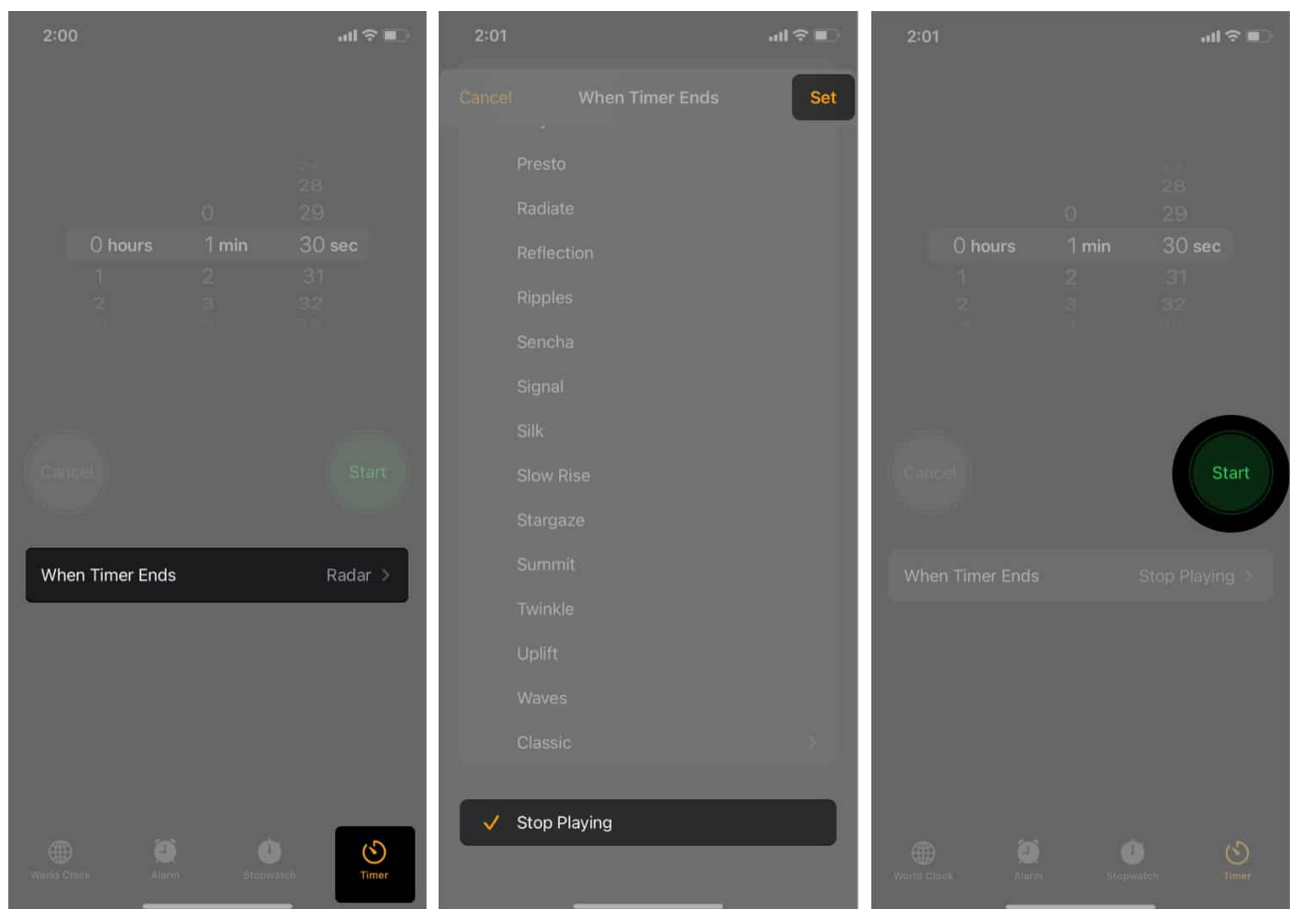 2:00
28
0 29
0 hours 1 min 30 sec
1 2 31
2 3 32
Cancel Start
When Timer Ends Radar
World Clock Alarm Stopwatch Timer
2:01
Cancel When Timer Ends Set
Presto
Radiate
Reflection
Ripples
Sencha
Signal
Silk
Slow Rise
Stargaze
Summit
Twinkle
Uplift
Waves
Classic
Stop Playing
2:01
28
0 29
0 hours 1 min 30 sec
1 2 31
2 3 32
Cancel Start
When Timer Ends Stop Playing
World Clock Alarm Stopwatch Timer